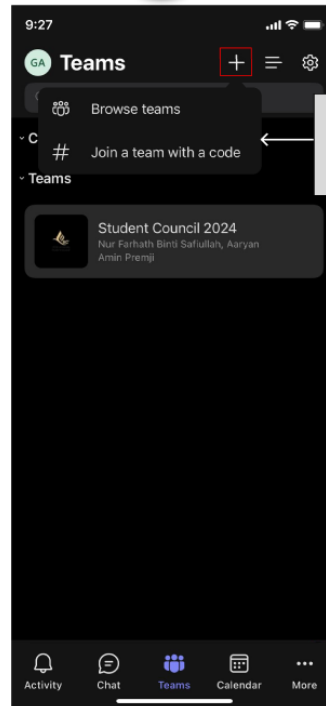 9:27
GA Teams
Browse teams
C
# Join a team with a code
Teams
Student Council 2024
Nur Farhath Binti Safiullah, Aaryan
Amin Premji
Activity Chat Teams Calendar More